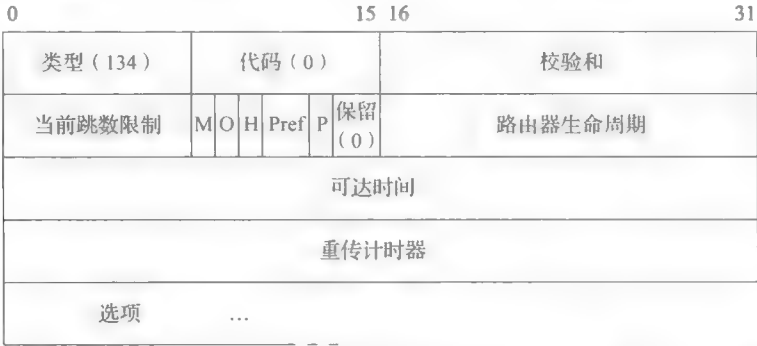 0 15 16 31
类型（134） 代码（0） 校验和
当前跳数限制 M O H Pref P 保留（0） 路由器生命周期
可达时间
重传计时器
选项 …